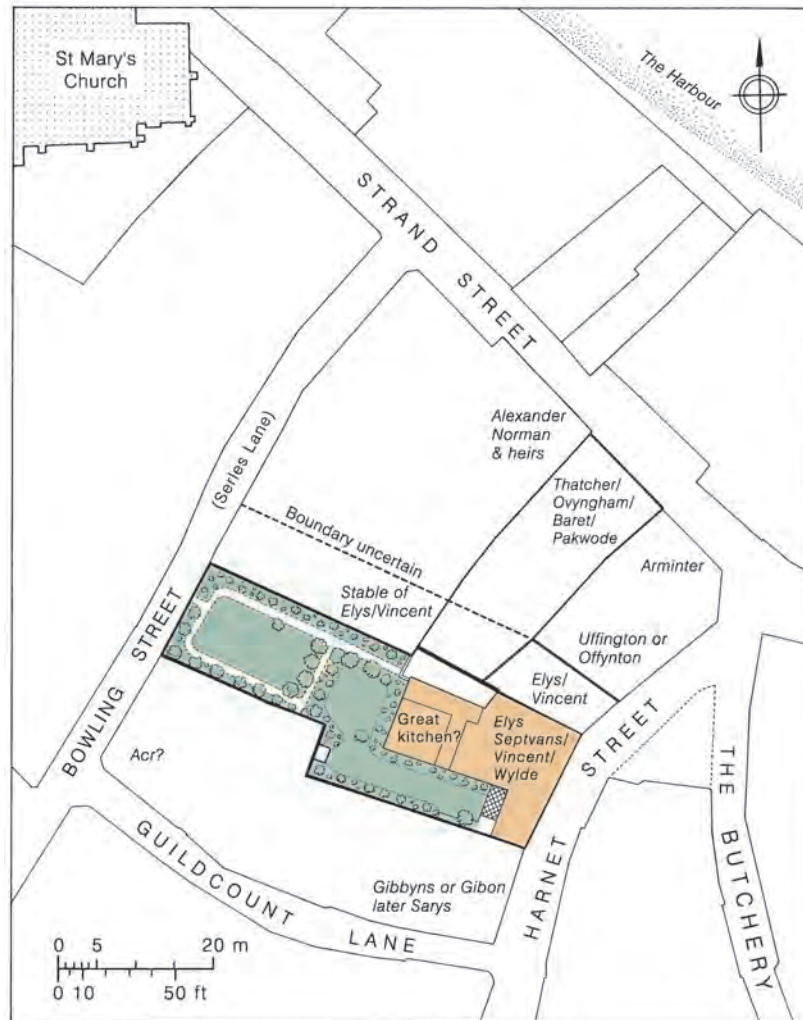 St Mary's
Church
The Harbour
STRAND STREET
(Serles Lane)
Alexander
Norman
& heirs
Thatcher/
Ovyngham/
Baret/
Pakwode
Arminter
Boundary uncertain
Stable of
Elys/Vincent
Uffington or
Offynton
Elys/
Vincent
BOWLING STREET
Great
kitchen?
Elys
Septvans/
Vincent/
Wylde
Acr?
HARNET STREET
THE BUTCHERY
GUILDCOUNT LANE
Gibbyns or Gibon
later Sarys
0 5 20 m
0 10 50 ft